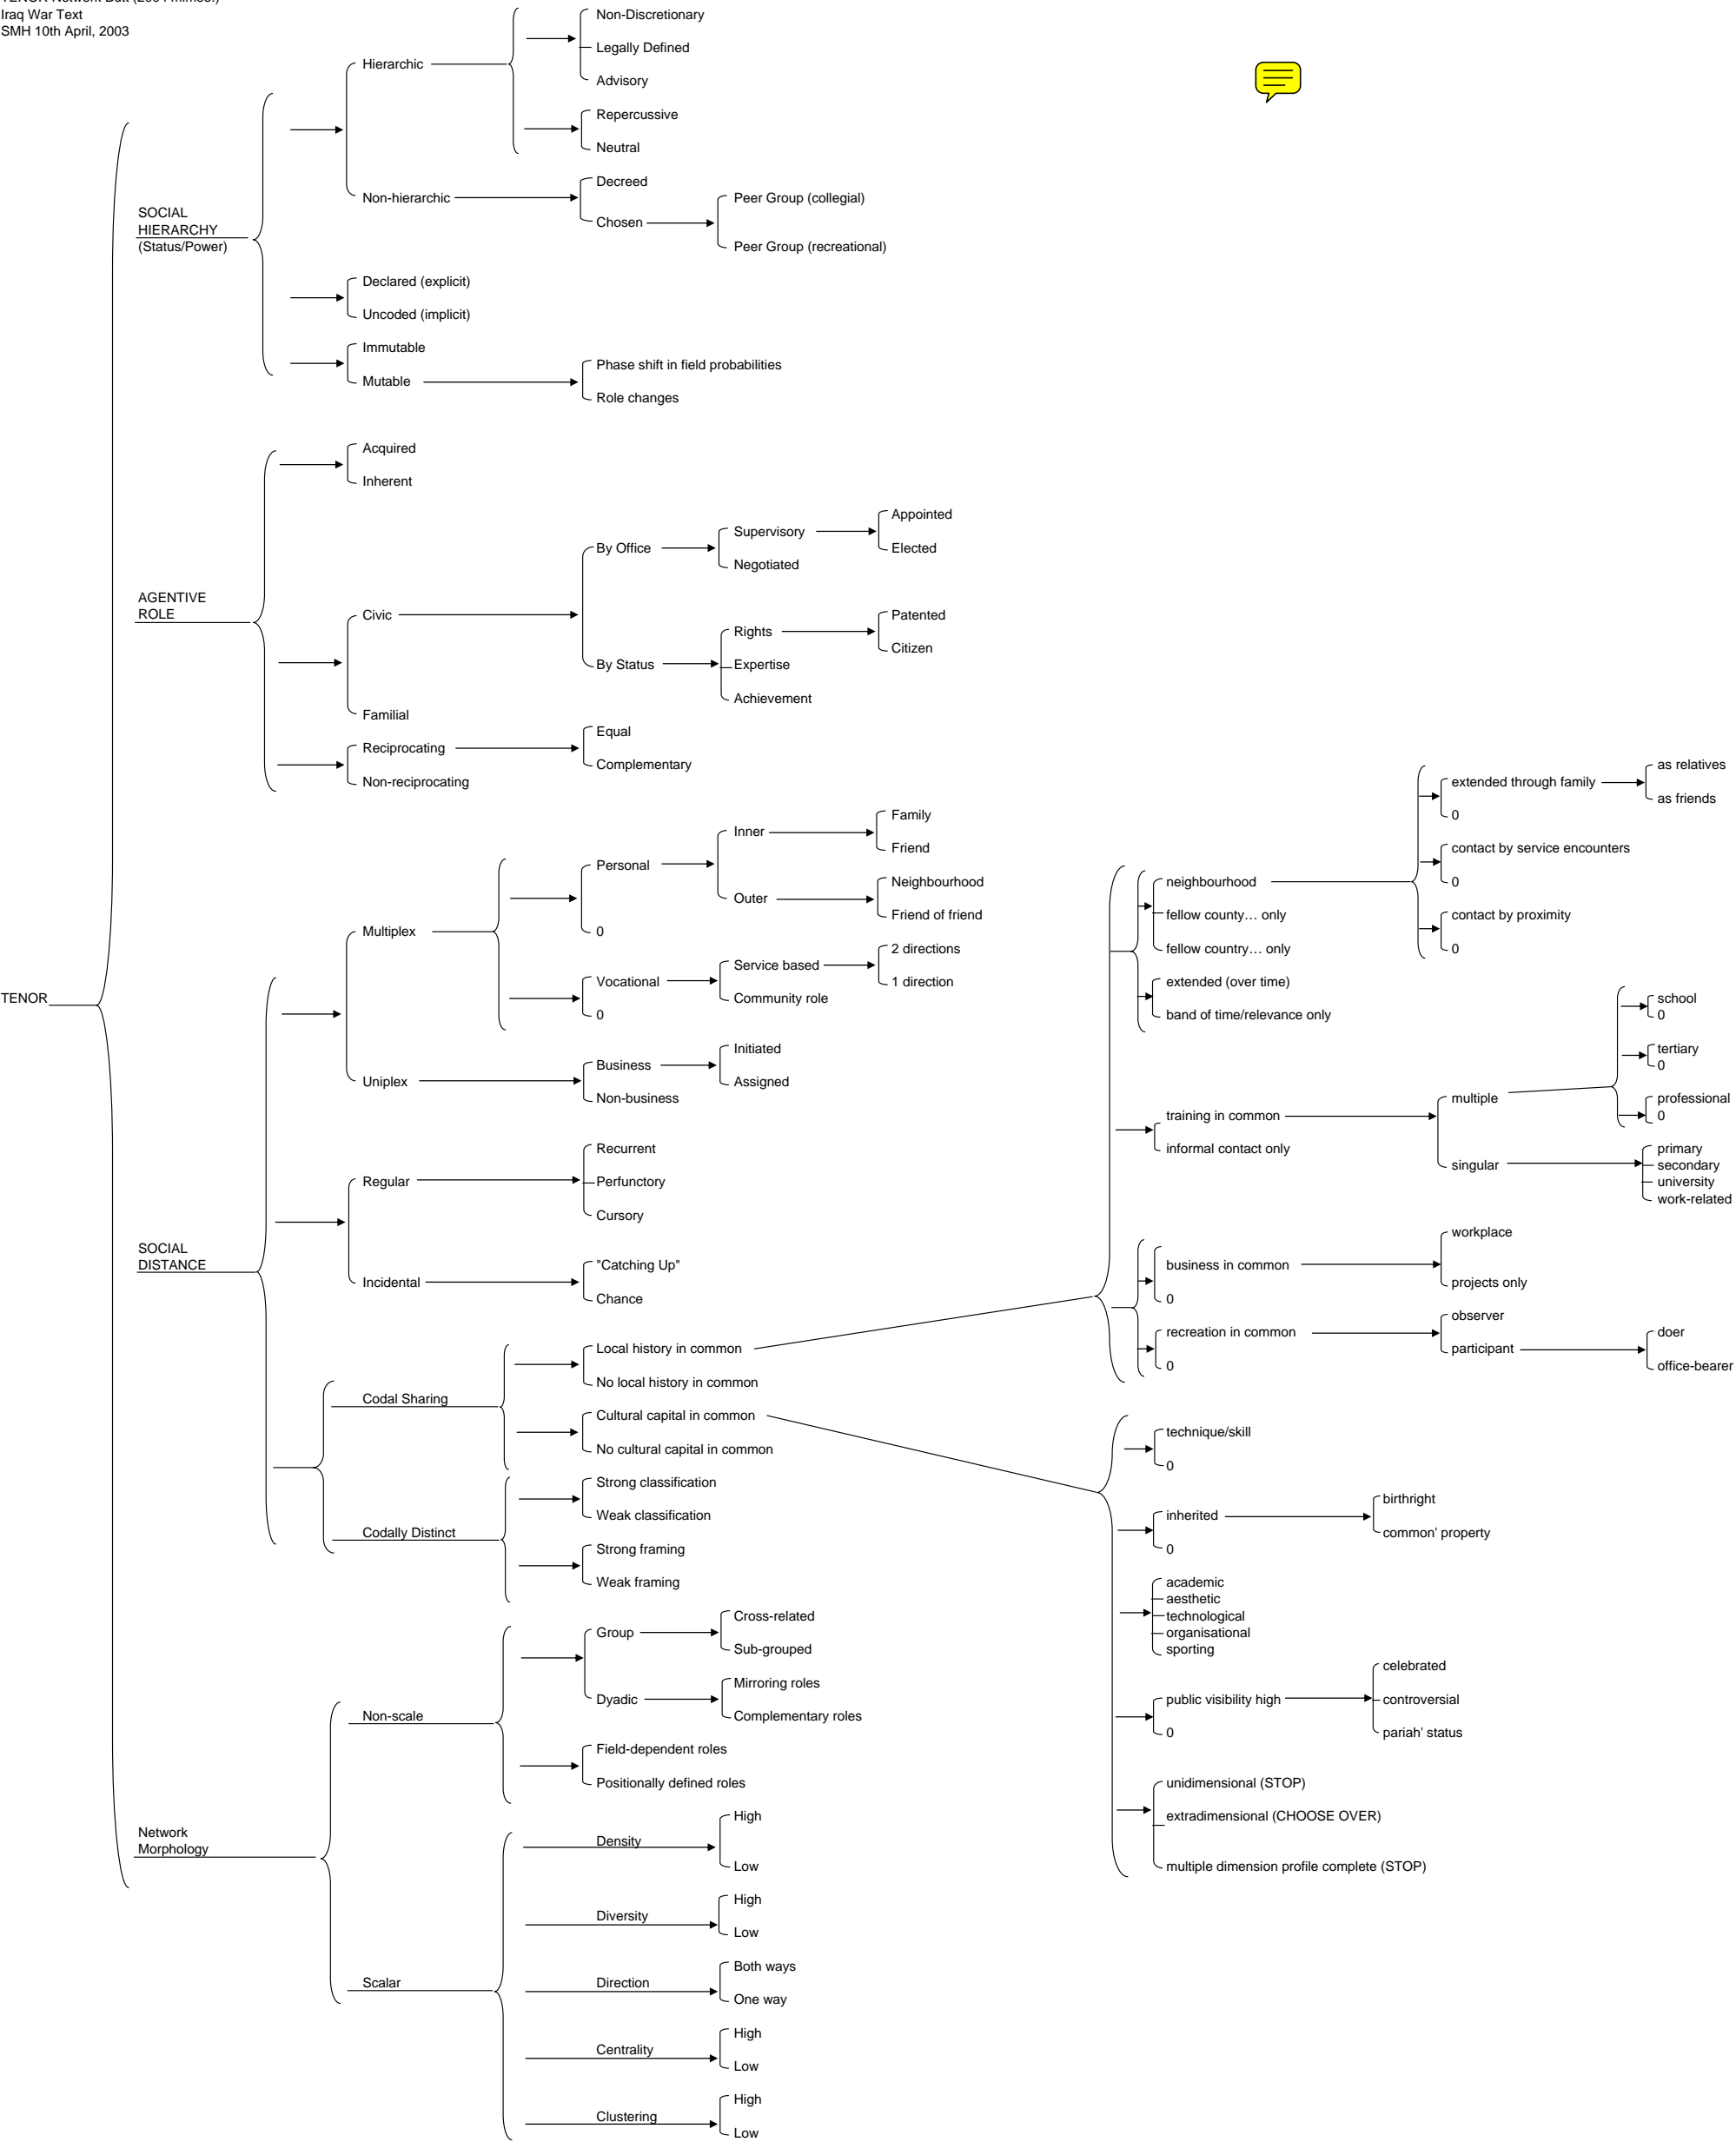 Iraq War Text
SMH 10th April, 2003
TENOR
SOCIAL
HIERARCHY
(Status/Power)
Hierarchic
Non-Discretionary
Legally Defined
Advisory
Repercussive
Neutral
Non-hierarchic
Decreed
Chosen
Peer Group (collegial)
Peer Group (recreational)
Declared (explicit)
Uncoded (implicit)
Immutable
Mutable
Phase shift in field probabilities
Role changes
AGENTIVE
ROLE
Acquired
Inherent
Civic
By Office
Supervisory
Appointed
Elected
Negotiated
By Status
Rights
Patented
Citizen
Expertise
Achievement
Familial
Reciprocating
Equal
Complementary
Non-reciprocating
SOCIAL
DISTANCE
Multiplex
Personal
Inner
Family
Friend
Outer
Neighbourhood
Friend of friend
0
Vocational
Service based
2 directions
1 direction
Community role
0
Uniplex
Business
Initiated
Assigned
Non-business
Regular
Recurrent
Perfunctory
Cursory
Incidental
"Catching Up"
Chance
Codal Sharing
Local history in common
No local history in common
Cultural capital in common
No cultural capital in common
Codally Distinct
Strong classification
Weak classification
Strong framing
Weak framing
neighbourhood
extended through family
as relatives
as friends
0
contact by service encounters
0
contact by proximity
0
fellow county… only
fellow country… only
extended (over time)
band of time/relevance only
training in common
multiple
school
0
tertiary
0
professional
0
singular
primary
secondary
university
work-related
informal contact only
business in common
workplace
projects only
0
recreation in common
observer
participant
doer
office-bearer
0
technique/skill
0
inherited
birthright
common' property
0
academic
aesthetic
technological
organisational
sporting
public visibility high
celebrated
controversial
pariah' status
0
unidimensional (STOP)
extradimensional (CHOOSE OVER)
multiple dimension profile complete (STOP)
Network
Morphology
Non-scale
Group
Cross-related
Sub-grouped
Dyadic
Mirroring roles
Complementary roles
Field-dependent roles
Positionally defined roles
Scalar
Density
High
Low
Diversity
High
Low
Direction
Both ways
One way
Centrality
High
Low
Clustering
High
Low